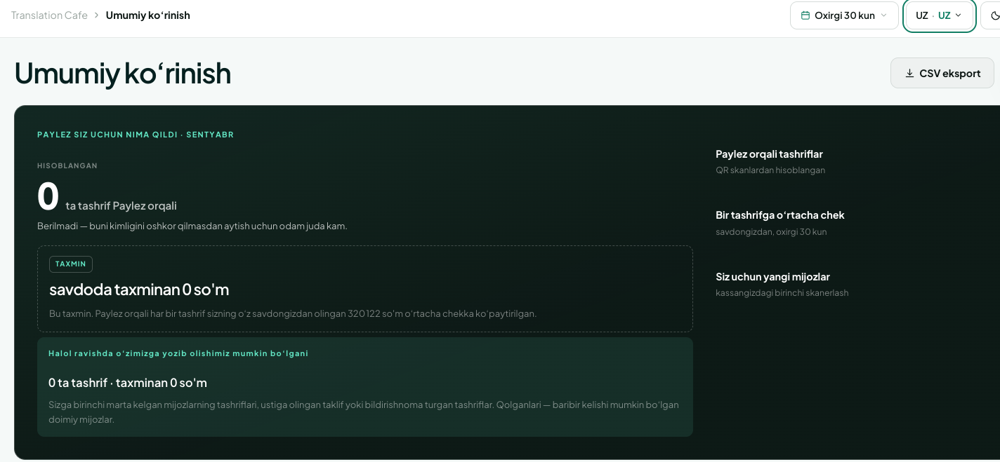 Translation Cafe > Umumiy ko‘rinish
Oxirgi 30 kun
UZ · UZ
Umumiy ko‘rinish
CSV eksport
PAYLEZ SIZ UCHUN NIMA QILDI · SENTYABR
HISOBLANGAN
0 ta tashrif Paylez orqali
Berilmadi — buni kimligini oshkor qilmasdan aytish uchun odam juda kam.
TAXMIN
savdoda taxminan 0 so'm
Bu taxmin. Paylez orqali har bir tashrif sizning o‘z savdongizdan olingan 320 122 so'm o‘rtacha chekka ko‘paytirilgan.
Halol ravishda o‘zimizga yozib olishimiz mumkin bo‘lgani
0 ta tashrif · taxminan 0 so'm
Sizga birinchi marta kelgan mijozlarning tashriflari, ustiga olingan taklif yoki bildirishnoma turgan tashriflar. Qolganlari — baribir kelishi mumkin bo‘lgan
doimiy mijozlar.
Paylez orqali tashriflar
QR skanlardan hisoblangan
Bir tashrifga o‘rtacha chek
savdongizdan, oxirgi 30 kun
Siz uchun yangi mijozlar
kassangizdagi birinchi skanerlash